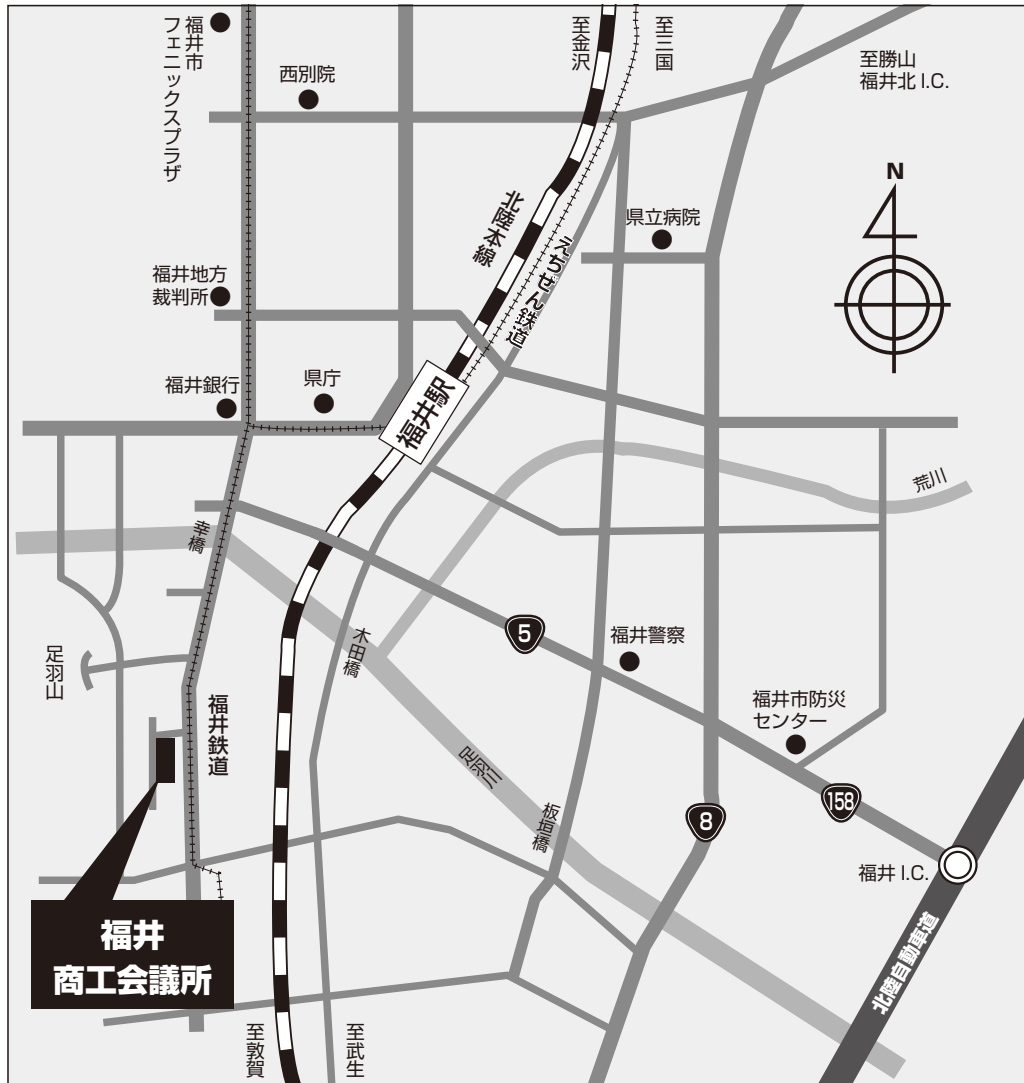 福井市
フェニックスプラザ
西別院
至金沢
至三国
至勝山
福井北 I.C.
N
北陸本線
えちぜん鉄道
県立病院
福井地方
裁判所
福井銀行
県庁
福井駅
荒川
幸橋
5
福井警察
木田橋
足羽山
福井鉄道
福井市防災
センター
足羽川
板垣橋
8
158
福井 I.C.
福井
商工会議所
北陸自動車道
至敦賀
至武生